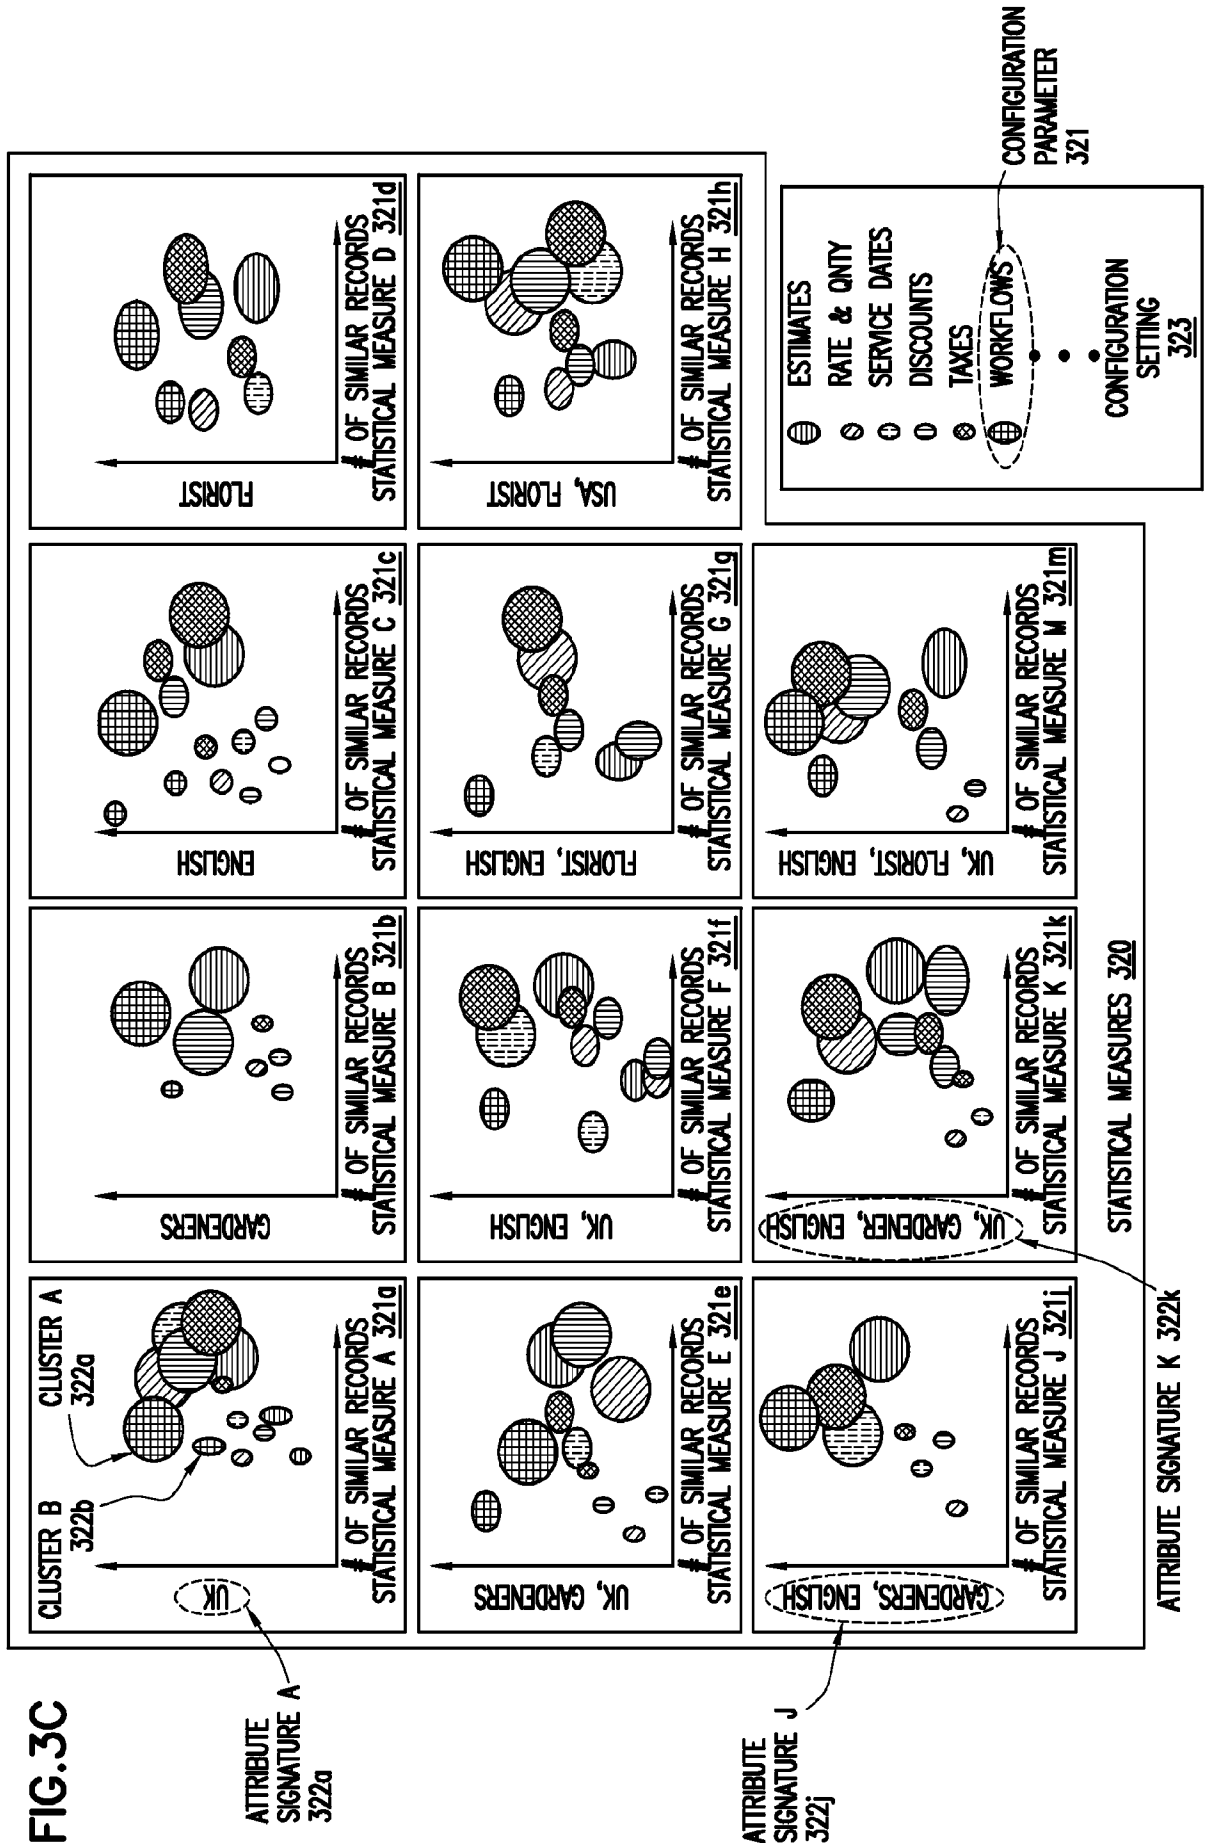 FIG.3C
CLUSTER B
322b
CLUSTER A
322a
UK
# OF SIMILAR RECORDS
STATISTICAL MEASURE A 321a
ATTRIBUTE
SIGNATURE A
322a
GARDENERS
# OF SIMILAR RECORDS
STATISTICAL MEASURE B 321b
ENGLISH
# OF SIMILAR RECORDS
STATISTICAL MEASURE C 321c
FLORIST
# OF SIMILAR RECORDS
STATISTICAL MEASURE D 321d
UK, GARDENERS
# OF SIMILAR RECORDS
STATISTICAL MEASURE E 321e
UK, ENGLISH
# OF SIMILAR RECORDS
STATISTICAL MEASURE F 321f
FLORIST, ENGLISH
# OF SIMILAR RECORDS
STATISTICAL MEASURE G 321g
USA, FLORIST
# OF SIMILAR RECORDS
STATISTICAL MEASURE H 321h
GARDENERS, ENGLISH
# OF SIMILAR RECORDS
STATISTICAL MEASURE J 321j
ATTRIBUTE
SIGNATURE J
322j
UK, GARDENER, ENGLISH
# OF SIMILAR RECORDS
STATISTICAL MEASURE K 321k
UK, FLORIST, ENGLISH
# OF SIMILAR RECORDS
STATISTICAL MEASURE M 321m
ESTIMATES
RATE & QNTY
SERVICE DATES
DISCOUNTS
TAXES
WORKFLOWS
CONFIGURATION
SETTING
323
CONFIGURATION
PARAMETER
321
STATISTICAL MEASURES 320
ATTRIBUTE SIGNATURE K 322k